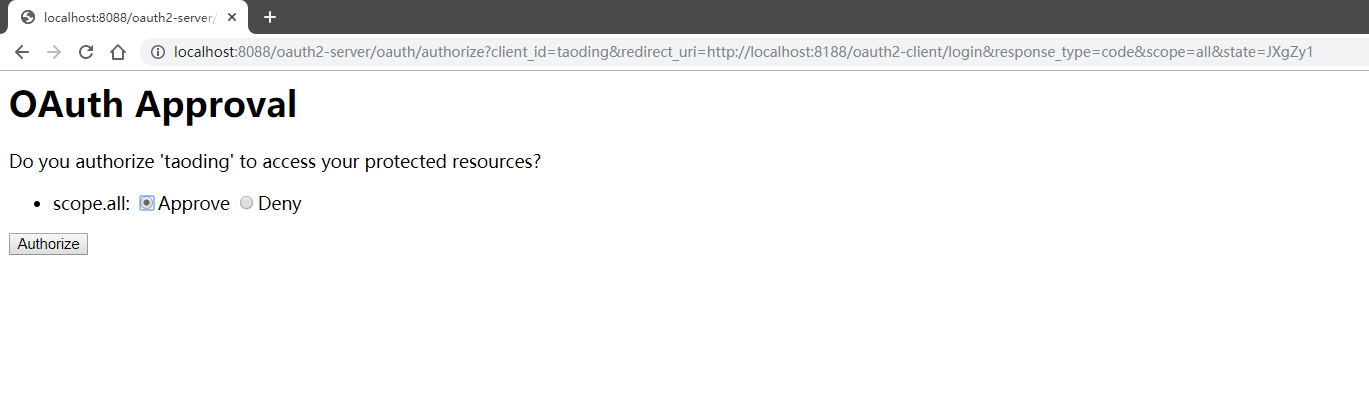 localhost:8088/oauth2-server/
localhost:8088/oauth2-server/oauth/authorize?client_id=taoding&redirect_uri=http://localhost:8188/oauth2-client/login&response_type=code&scope=all&state=JXgZy1
OAuth Approval
Do you authorize 'taoding' to access your protected resources?
• scope.all: Approve Deny
Authorize